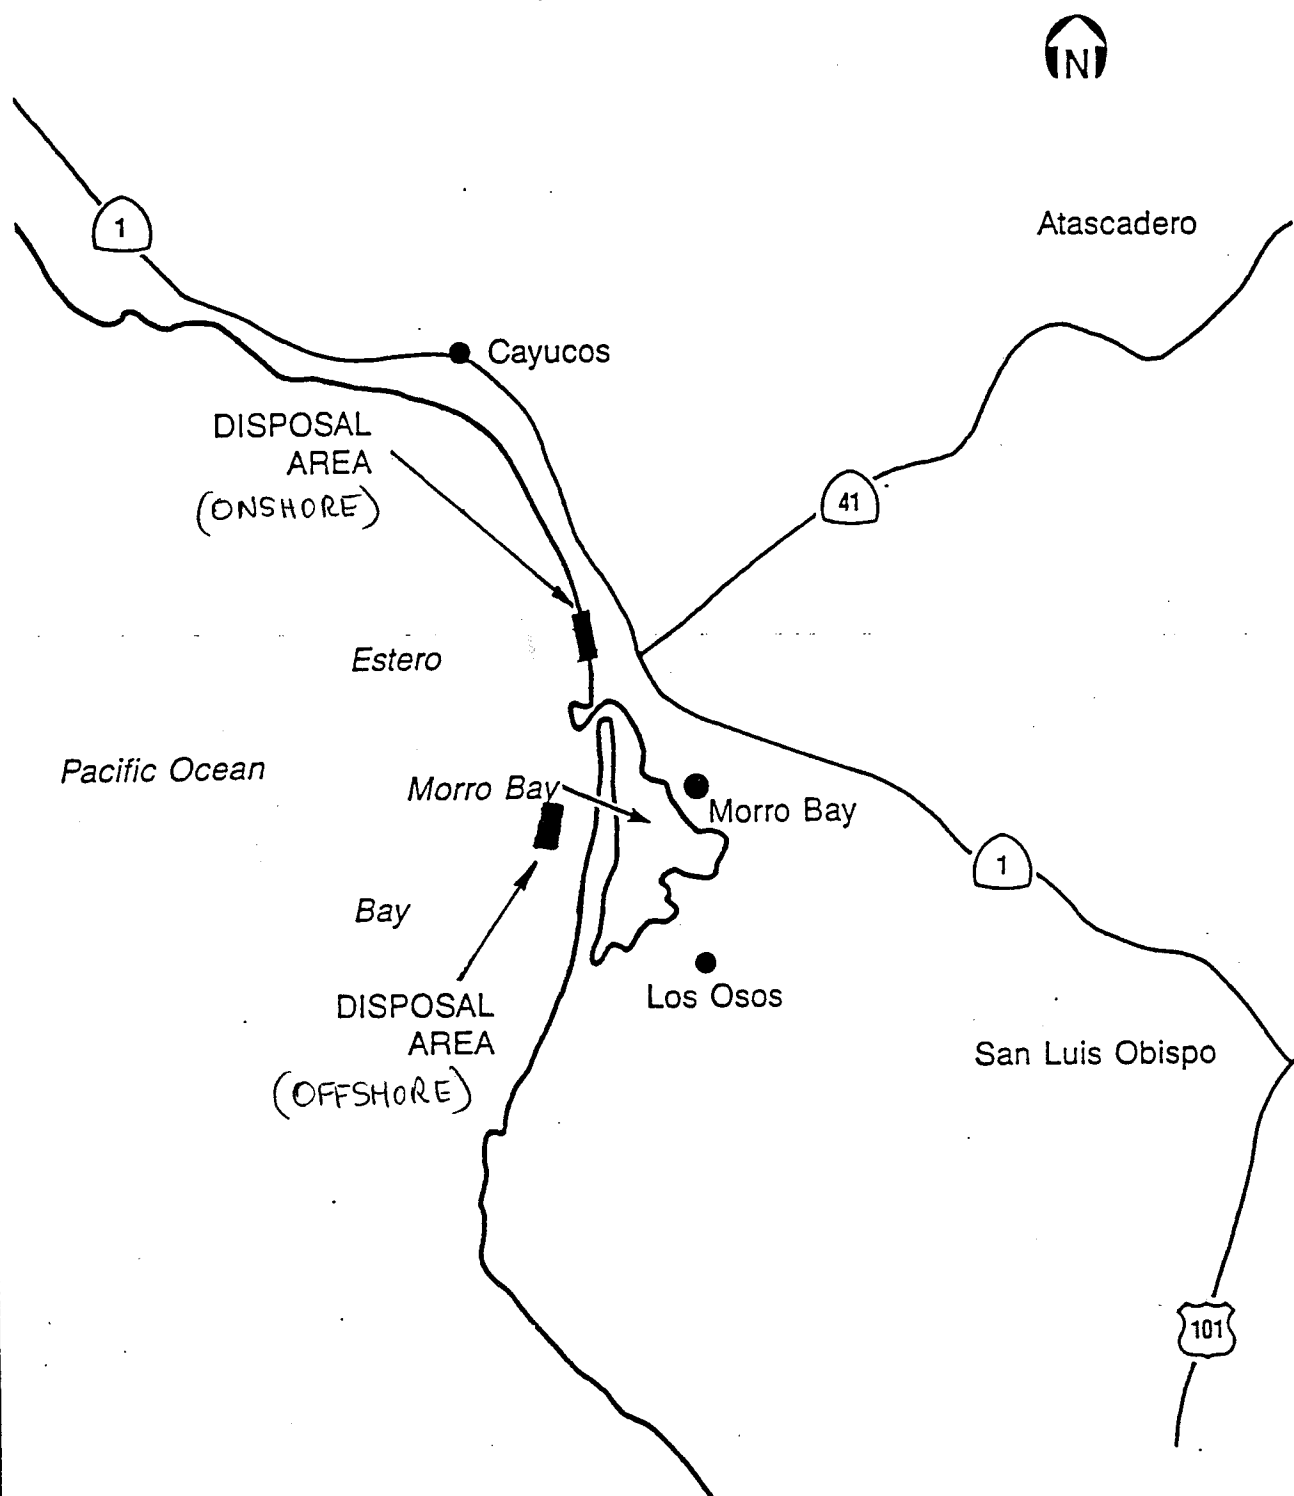 N
Atascadero
1
Cayucos
DISPOSAL
AREA
(ONSHORE)
41
Estero
Pacific Ocean
Morro Bay
Morro Bay
1
Bay
Los Osos
DISPOSAL
AREA
(OFFSHORE)
San Luis Obispo
101